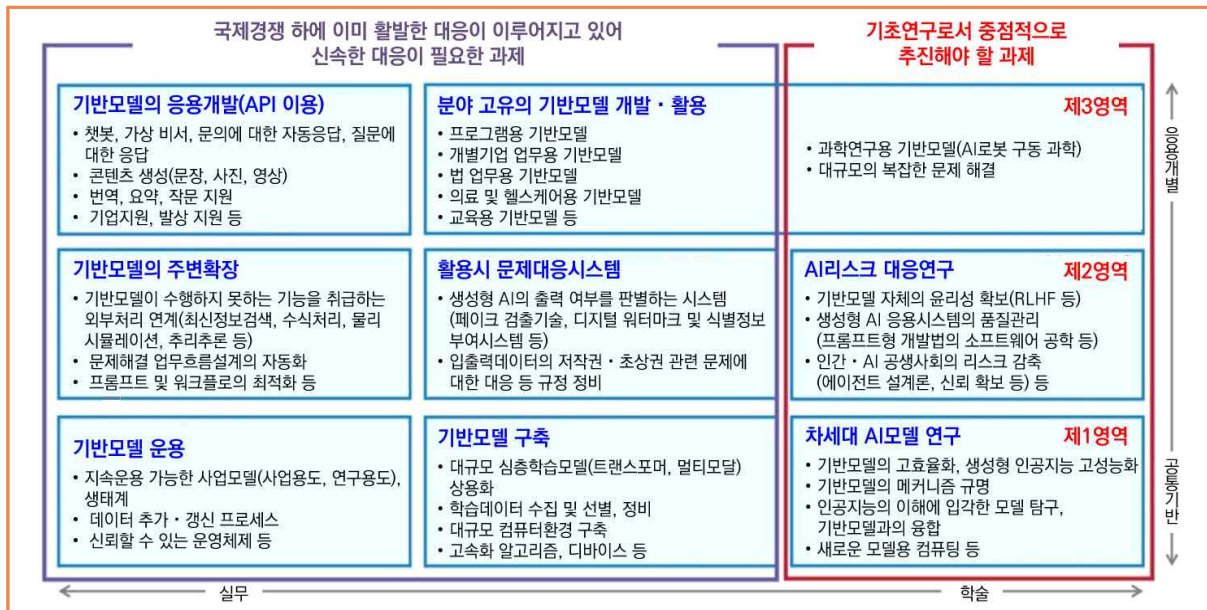 국제경쟁 하에 이미 활발한 대응이 이루어지고 있어
신속한 대응이 필요한 과제
기초연구로서 중점적으로
추진해야 할 과제
기반모델의 응용개발(API 이용)
• 챗봇, 가상 비서, 문의에 대한 자동응답, 질문에
대한 응답
• 콘텐츠 생성(문장, 사진, 영상)
• 번역, 요약, 작문 지원
• 기업지원, 발상 지원 등
분야 고유의 기반모델 개발・활용
• 프로그램용 기반모델
• 개별기업 업무용 기반모델
• 법 업무용 기반모델
• 의료 및 헬스케어용 기반모델
• 교육용 기반모델 등
제3영역
• 과학연구용 기반모델(AI로봇 구동 과학)
• 대규모의 복잡한 문제 해결
기반모델의 주변확장
• 기반모델이 수행하지 못하는 기능을 취급하는
외부처리 연계(최신정보검색, 수식처리, 물리
시뮬레이션, 추리추론 등)
• 문제해결 업무흐름설계의 자동화
• 프롬프트 및 워크플로의 최적화 등
활용시 문제대응시스템
• 생성형 AI의 출력 여부를 판별하는 시스템
(페이크 검출기술, 디지털 워터마크 및 식별정보
부여시스템 등)
• 입출력데이터의 저작권・초상권 관련 문제에
대한 대응 등 규정 정비
AI리스크 대응연구 제2영역
• 기반모델 자체의 윤리성 확보(RLHF 등)
• 생성형 AI 응용시스템의 품질관리
(프롬프트형 개발법의 소프트웨어 공학 등)
• 인간・AI 공생사회의 리스크 감축
(에이전트 설계론, 신뢰 확보 등) 등
기반모델 운용
• 지속운용 가능한 사업모델(사업용도, 연구용도),
생태계
• 데이터 추가・갱신 프로세스
• 신뢰할 수 있는 운영체제 등
기반모델 구축
• 대규모 심층학습모델(트랜스포머, 멀티모달)
상용화
• 학습데이터 수집 및 선별, 정비
• 대규모 컴퓨터환경 구축
• 고속화 알고리즘, 디바이스 등
차세대 AI모델 연구 제1영역
• 기반모델의 고효율화, 생성형 인공지능 고성능화
• 기반모델의 메커니즘 규명
• 인공지능의 이해에 입각한 모델 탐구,
기반모델과의 융합
• 새로운 모델용 컴퓨팅 등
응용개별
공통기반
실무
학술